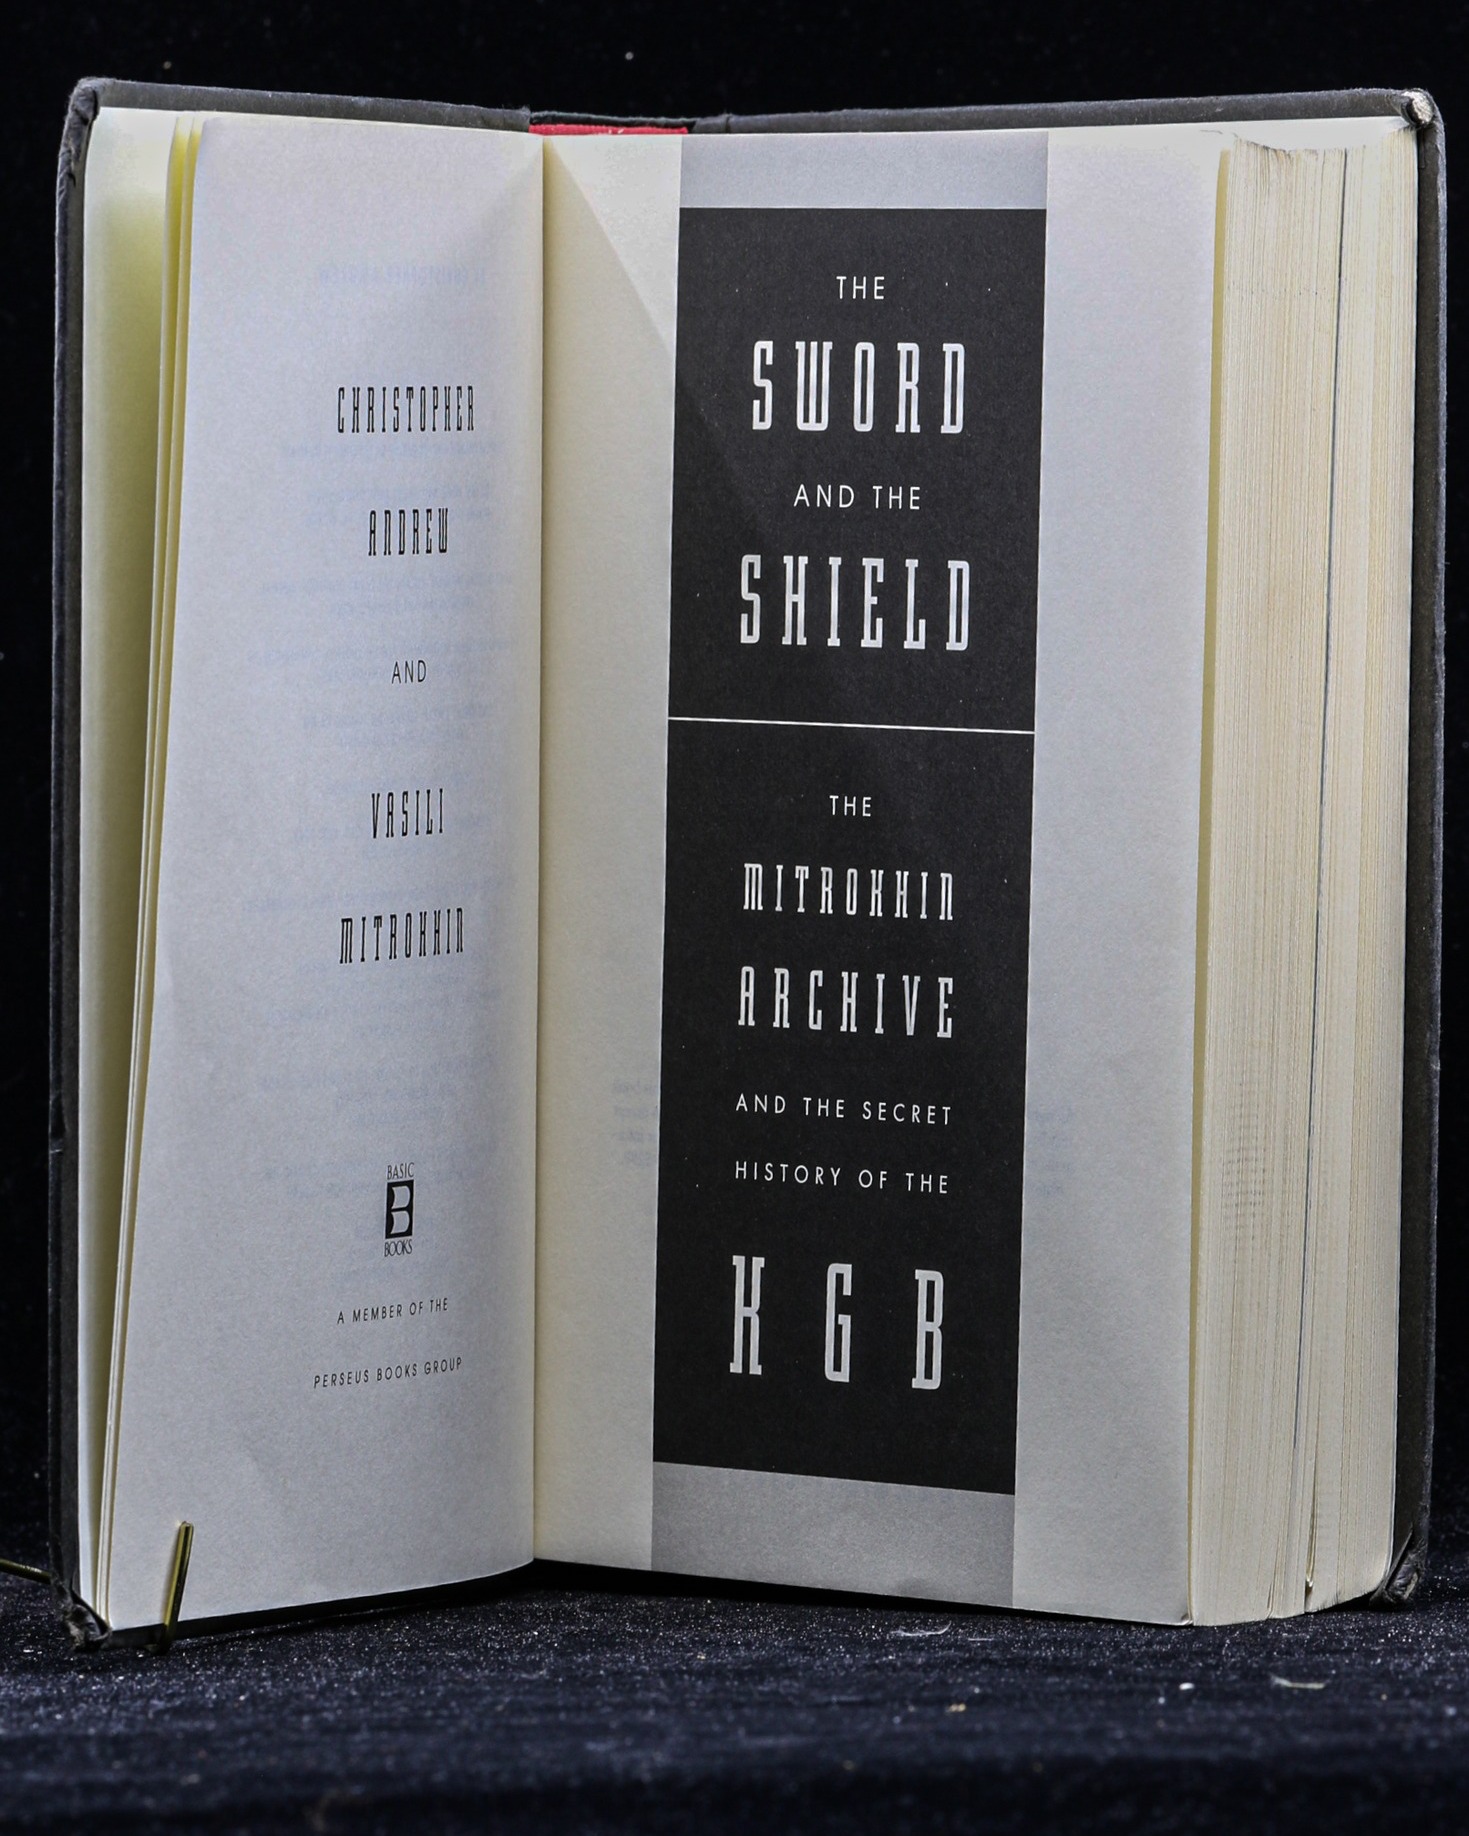 CHRISTOPHER
ANDREW
AND
VASILI
MITROKHIN
BASIC
B
BOOKS
A MEMBER OF THE
PERSEUS BOOKS GROUP
THE
SWORD
AND THE
SHIELD
THE
MITROKHIN
ARCHIVE
AND THE SECRET
HISTORY OF THE
KGB